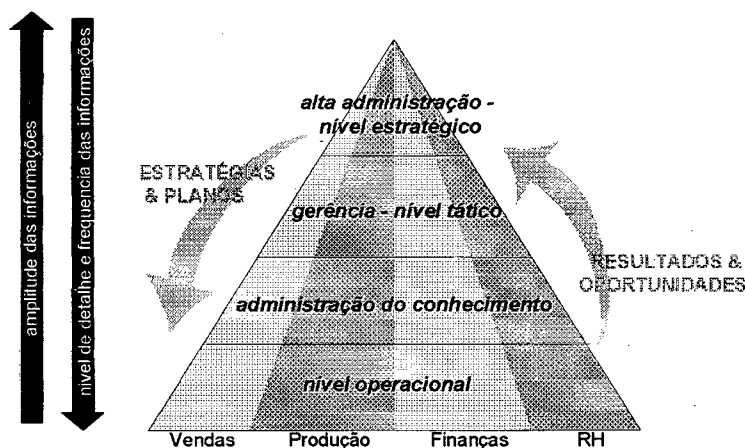 amplitude das informações
nível de detalhe e frequencia das informações
alta administração -
nível estratégico
ESTRATÉGIAS
& PLANOS
gerência - nível tático
RESULTADOS &
OPORTUNIDADES
administração do conhecimento
nível operacional
Vendas
Produção
Finanças
RH